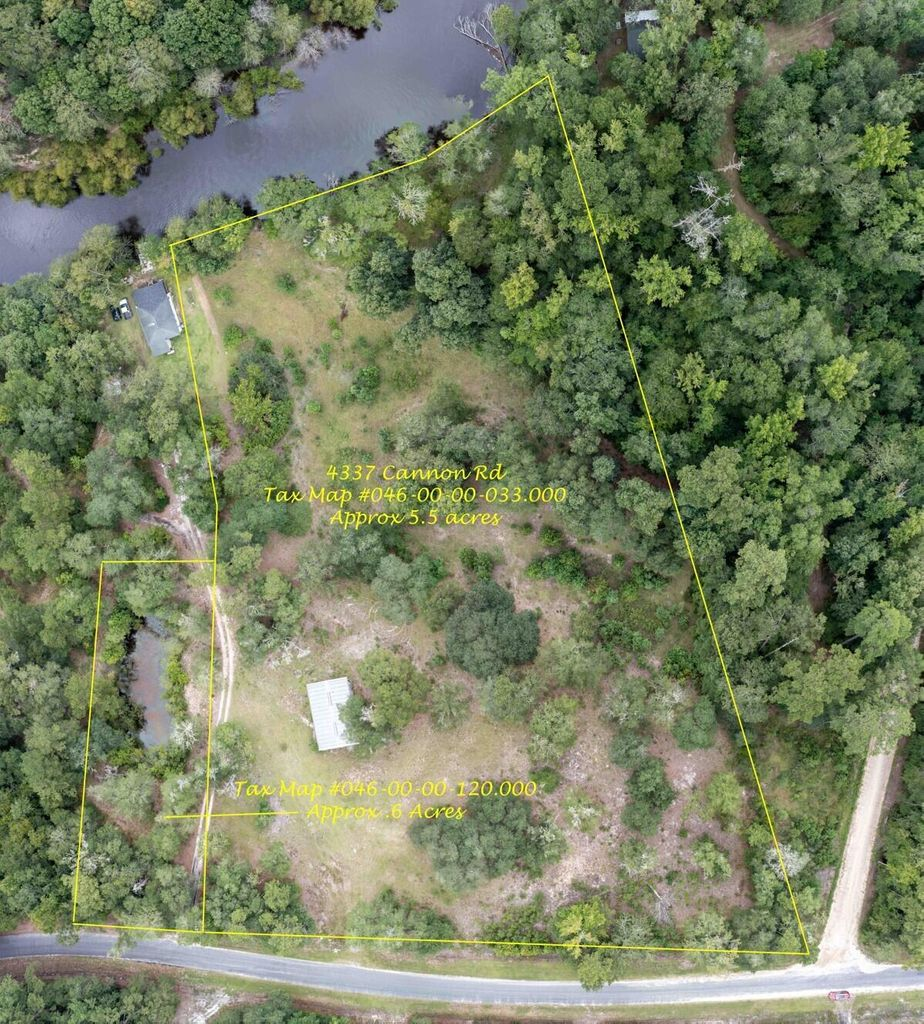 4337 Cannon Rd
Tax Map #046-00-00-033.000
Approx 5.5 acres
Tax Map #046-00-00-120.000
Approx .6 Acres